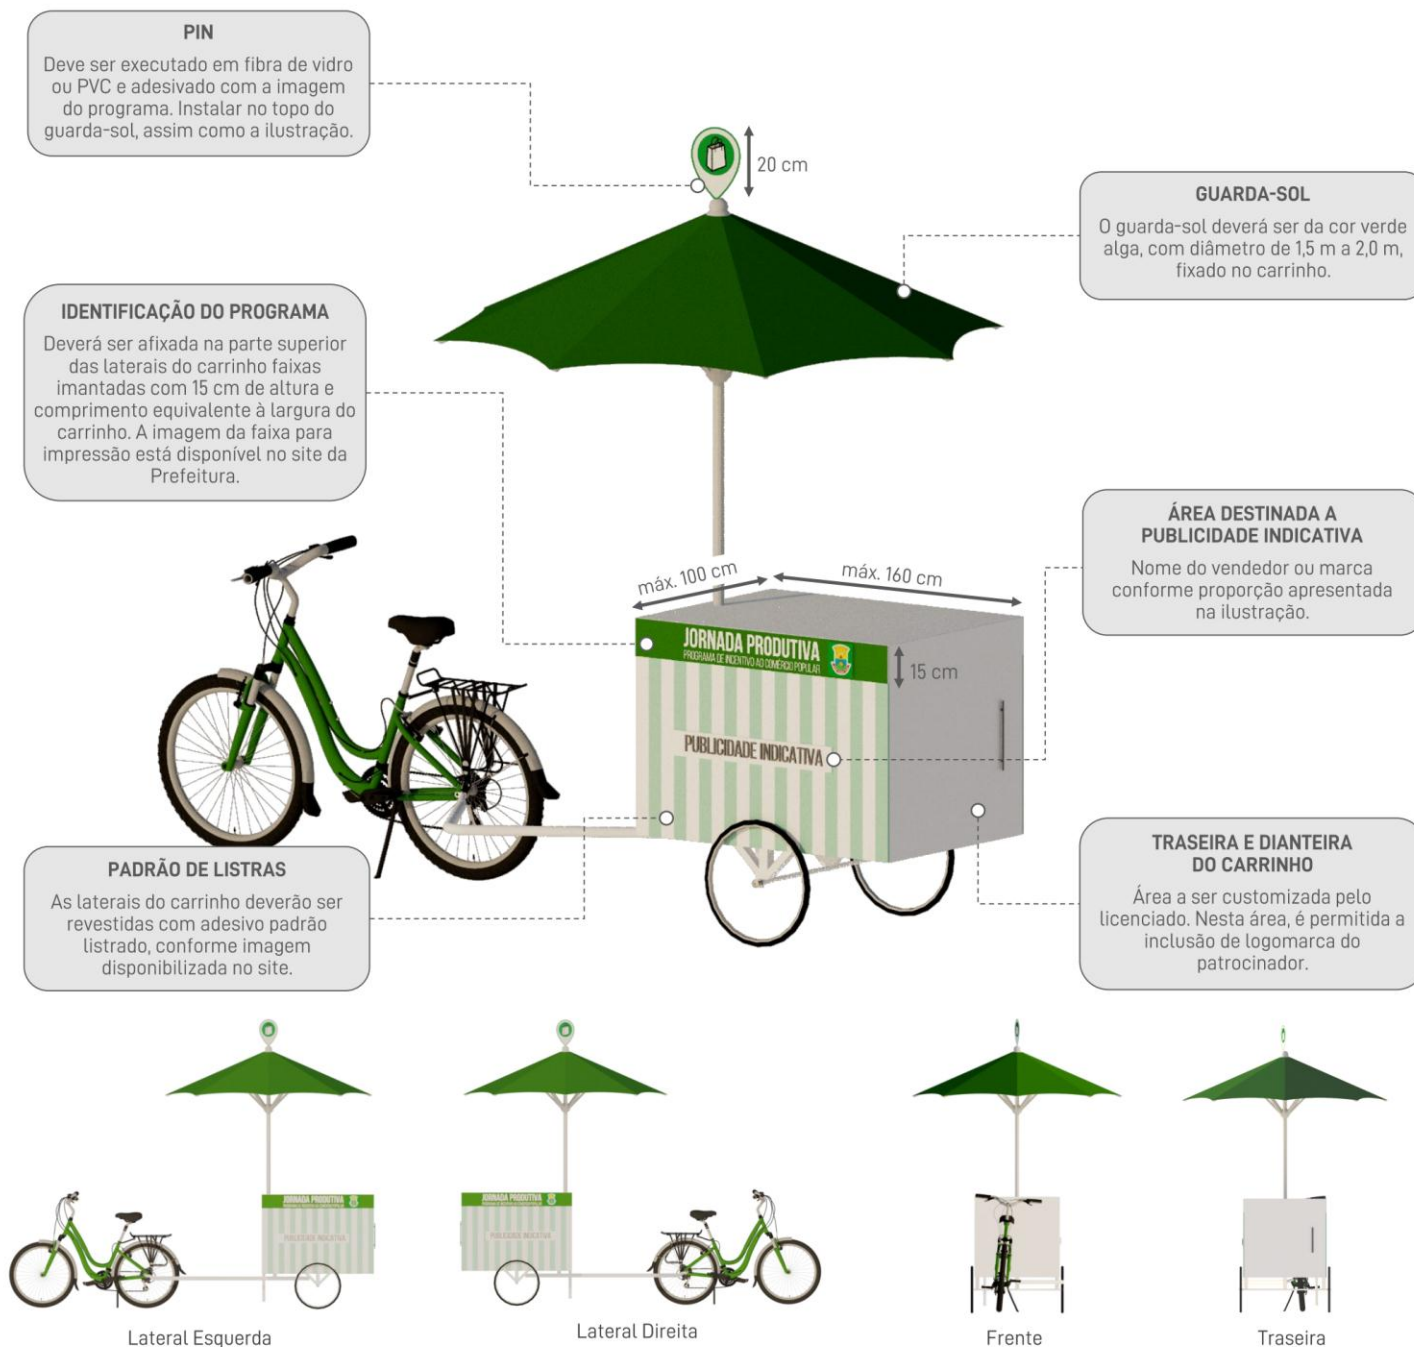 PIN
Deve ser executado em fibra de vidro
ou PVC e adesivado com a imagem
do programa. Instalar no topo do
guarda-sol, assim como a ilustração.
20 cm
GUARDA-SOL
O guarda-sol deverá ser da cor verde
alga, com diâmetro de 1,5 m a 2,0 m,
fixado no carrinho.
IDENTIFICAÇÃO DO PROGRAMA
Deverá ser afixada na parte superior
das laterais do carrinho faixas
imantadas com 15 cm de altura e
comprimento equivalente à largura do
carrinho. A imagem da faixa para
impressão está disponível no site da
Prefeitura.
ÁREA DESTINADA A
PUBLICIDADE INDICATIVA
Nome do vendedor ou marca
conforme proporção apresentada
na ilustração.
máx. 100 cm
máx. 160 cm
JORNADA PRODUTIVA
PROGRAMA DE INCENTIVO AO COMÉRCIO POPULAR
15 cm
PUBLICIDADE INDICATIVA
PADRÃO DE LISTRAS
As laterais do carrinho deverão ser
revestidas com adesivo padrão
listrado, conforme imagem
disponibilizada no site.
TRASEIRA E DIANTEIRA
DO CARRINHO
Área a ser customizada pelo
licenciado. Nesta área, é permitida a
inclusão de logomarca do
patrocinador.
JORNADA PRODUTIVA
PUBLICIDADE INDICATIVA
JORNADA PRODUTIVA
PUBLICIDADE INDICATIVA
Lateral Esquerda
Lateral Direita
Frente
Traseira